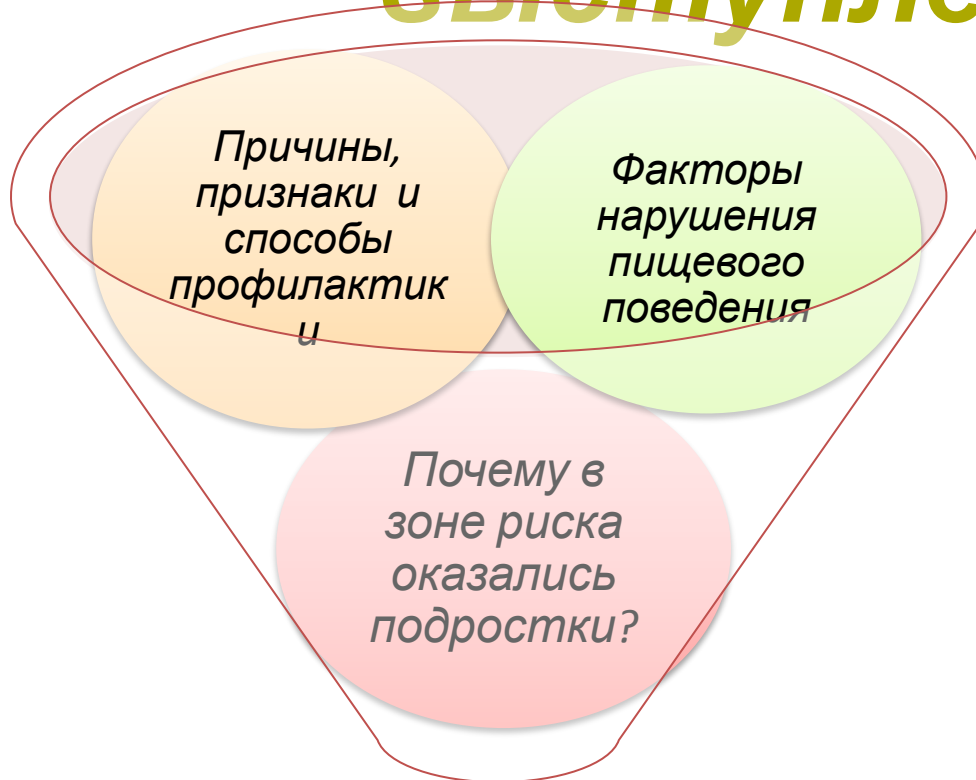 Причины,
признаки и
способы
профилактик
и
Факторы
нарушения
пищевого
поведения
Почему в
зоне риска
оказались
подростки?